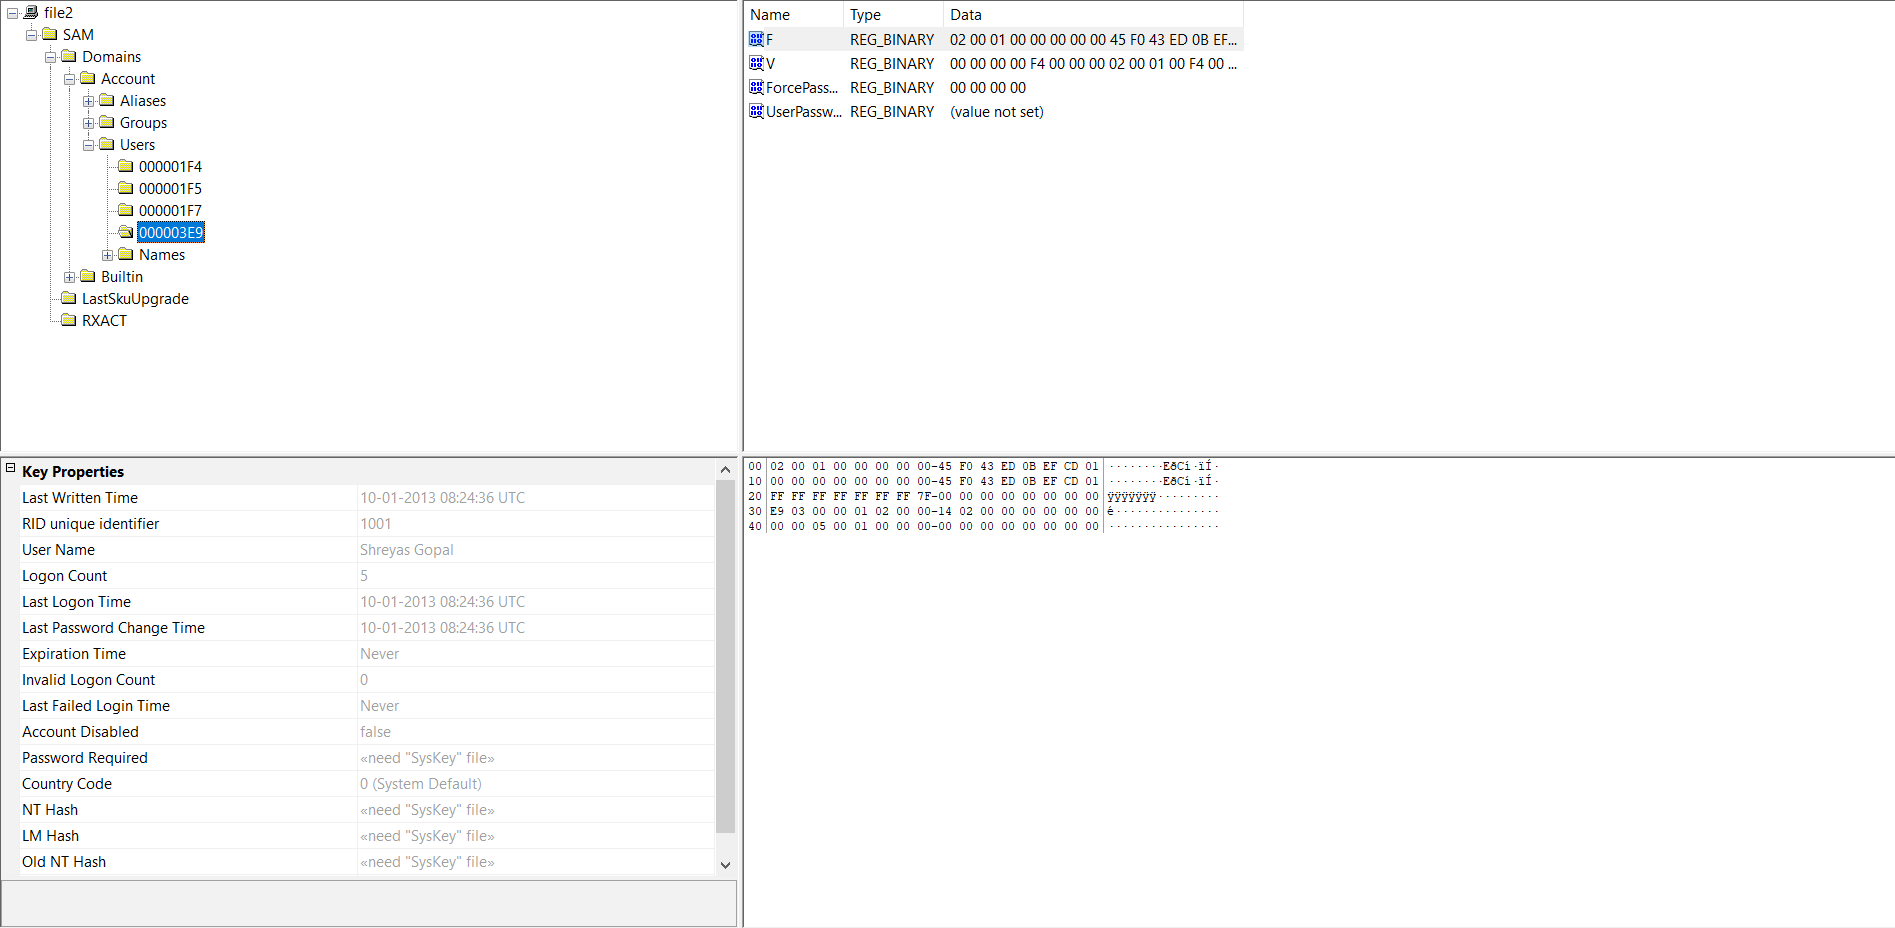 file2
SAM
Domains
Account
Aliases
Groups
Users
000001F4
000001F5
000001F7
000003E9
Names
Builtin
LastSkuUpgrade
RXACT
Name Type Data
F REG_BINARY 02 00 01 00 00 00 00 00 45 F0 43 ED 0B EF...
V REG_BINARY 00 00 00 00 F4 00 00 00 02 00 01 00 F4 00 ...
ForcePass... REG_BINARY 00 00 00 00
UserPassw... REG_BINARY (value not set)
Key Properties
Last Written Time 10-01-2013 08:24:36 UTC
RID unique identifier 1001
User Name Shreyas Gopal
Logon Count 5
Last Logon Time 10-01-2013 08:24:36 UTC
Last Password Change Time 10-01-2013 08:24:36 UTC
Expiration Time Never
Invalid Logon Count 0
Last Failed Login Time Never
Account Disabled false
Password Required «need "SysKey" file»
Country Code 0 (System Default)
NT Hash «need "SysKey" file»
LM Hash «need "SysKey" file»
Old NT Hash «need "SysKey" file»
00 02 00 01 00 00 00 00 00-45 F0 43 ED 0B EF CD 01 ········EðCí·ïÍ·
10 00 00 00 00 00 00 00 00-45 F0 43 ED 0B EF CD 01 ········EðCí·ïÍ·
20 FF FF FF FF FF FF FF 7F-00 00 00 00 00 00 00 00 ÿÿÿÿÿÿÿ·········
30 E9 03 00 00 01 02 00 00-14 02 00 00 00 00 00 00 é···············
40 00 00 05 00 01 00 00 00-00 00 00 00 00 00 00 00 ················